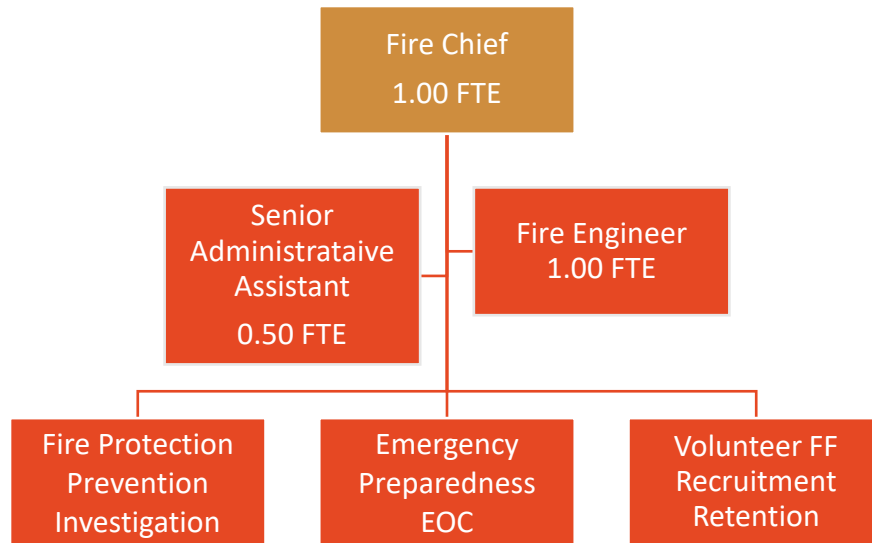 Fire Chief
1.00 FTE
Senior
Administrataive
Assistant
0.50 FTE
Fire Engineer
1.00 FTE
Fire Protection
Prevention
Investigation
Emergency
Preparedness
EOC
Volunteer FF
Recruitment
Retention